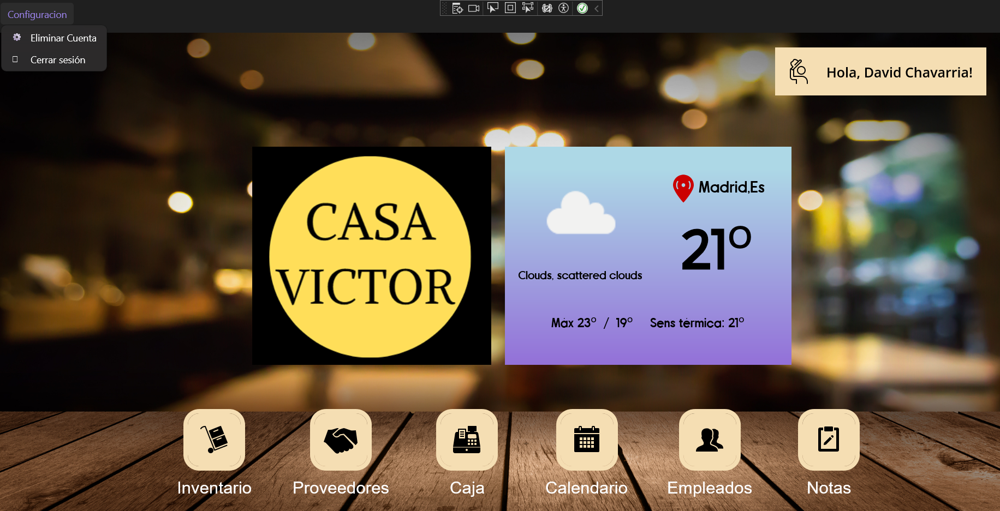 Configuracion
Eliminar Cuenta
Cerrar sesión
Hola, David Chavarria!
CASA
VICTOR
Madrid,Es
21º
Clouds, scattered clouds
Máx 23º / 19º Sens térmica: 21º
Inventario
Proveedores
Caja
Calendario
Empleados
Notas